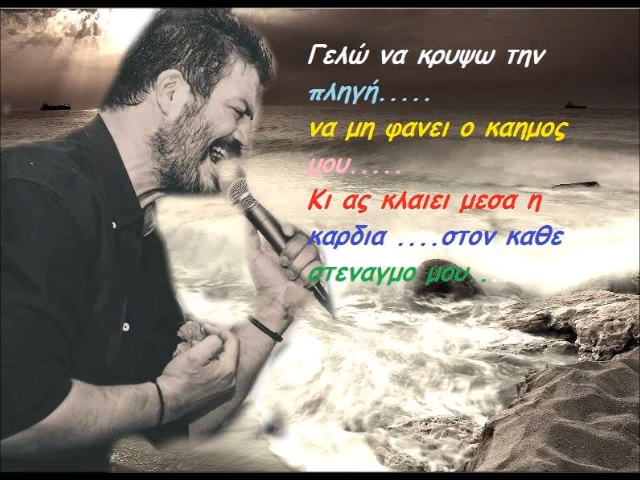 Γελώ να κρυψω την
πληγή.....
να μη φανει ο καημος
μου.....
Κι ας κλαιει μεσα η
καρδια ....στον καθε
στεναγμο μου..